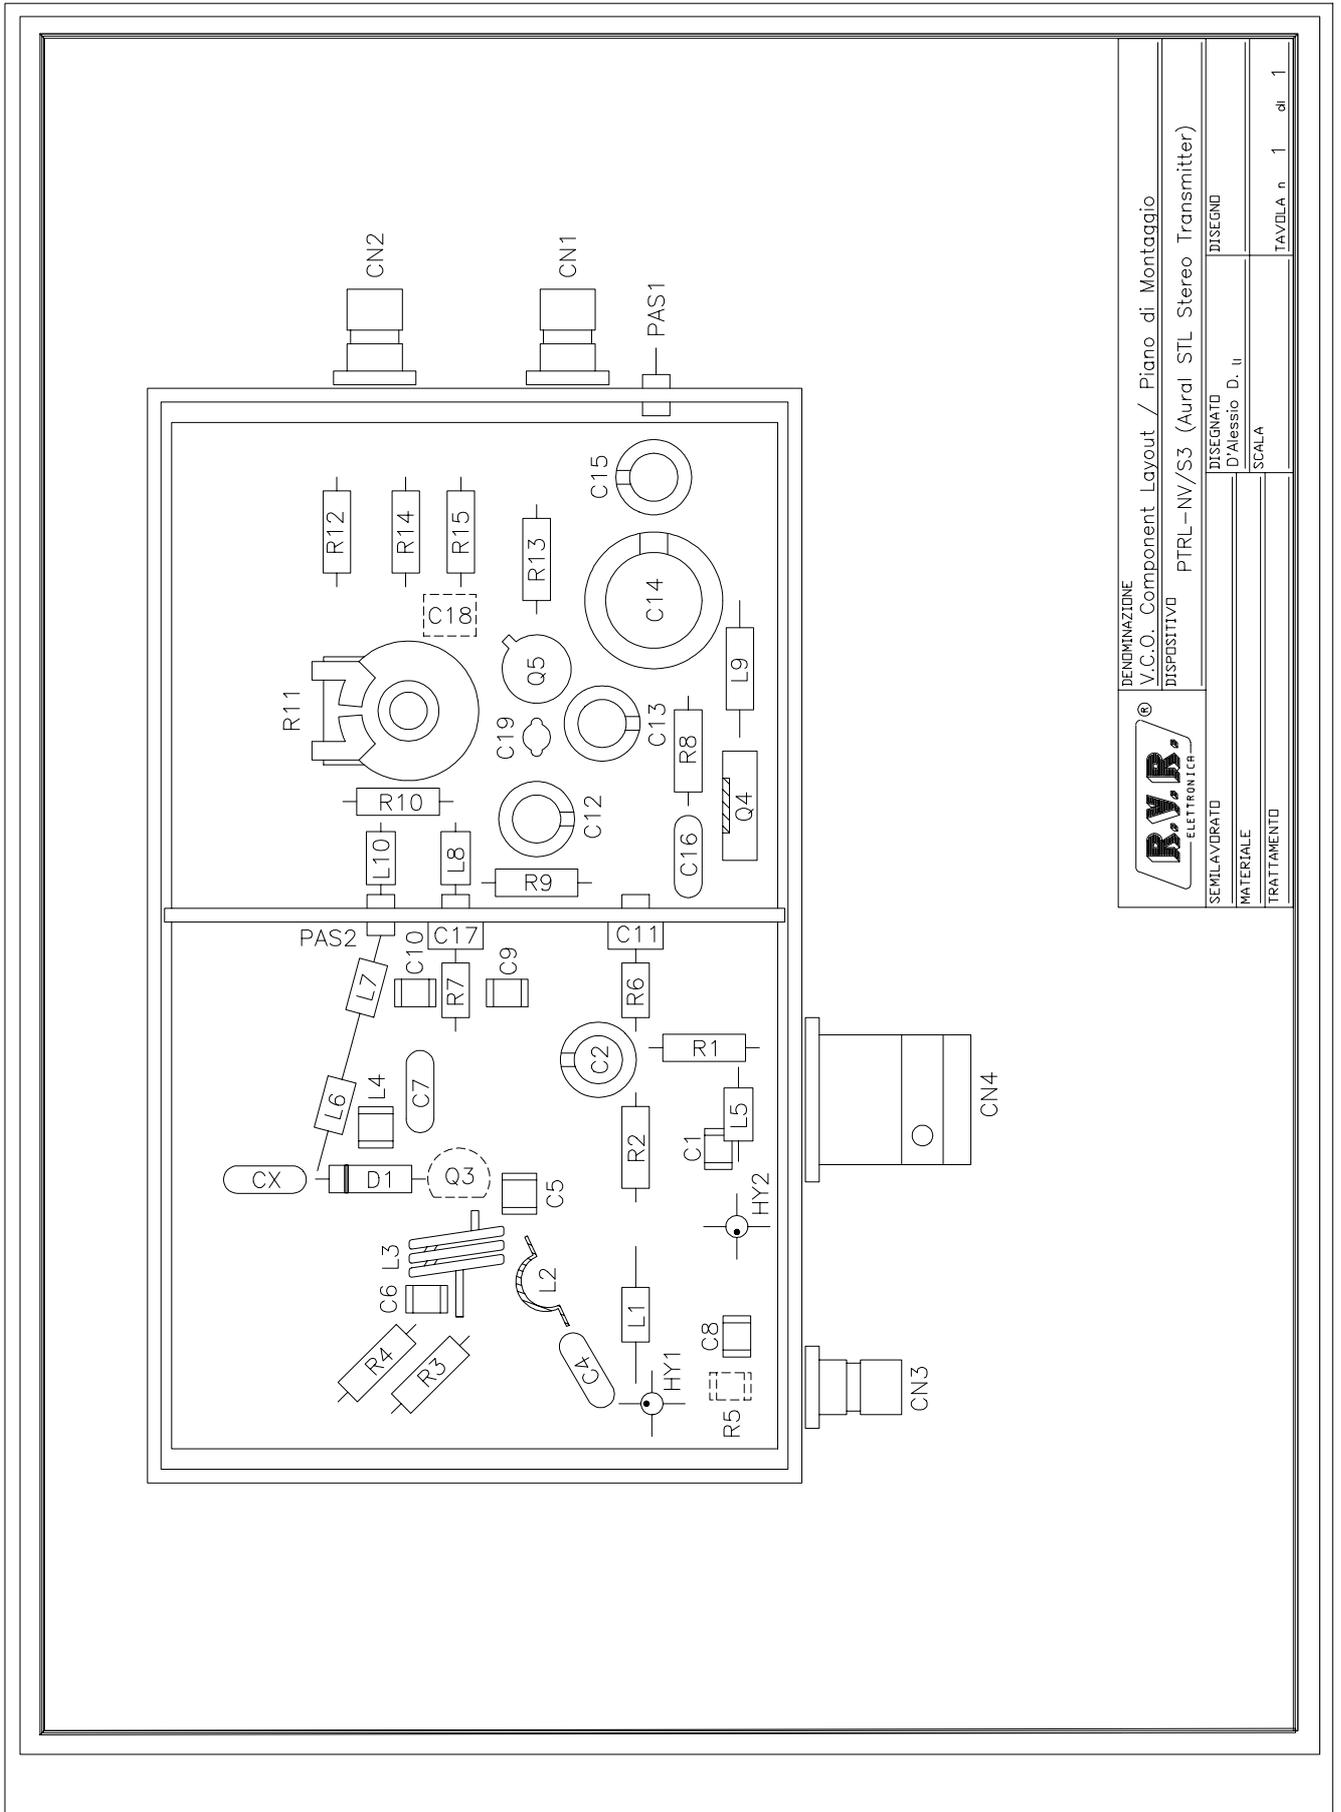 CN2
CN1
PAS1
C15
R12
R14
R15
R13
C14
C18
Q5
L9
R11
C19
C13
R8
R10
C12
Q4
L10
L8
C16
R9
PAS2
C17
C11
C10
C9
L7
R7
R6
C2
R1
L6
L4
C7
R2
L5
C1
CN4
CX
D1
Q3
C5
HY2
L3
L2
C6
L1
C8
R4
R3
C4
HY1
R5
CN3
DENOMINAZIONE
V.C.O. Component Layout / Piano di Montaggio
DISPOSITIVO
PTRL-NV/S3 (Aural STL Stereo Transmitter)
R.V.R.®
ELETTRONICA
SEMILAVORATO
MATERIALE
TRATTAMENTO
DISEGNATO
D'Alessio D. li
SCALA
DISEGNO
TAVOLA n 1 di 1